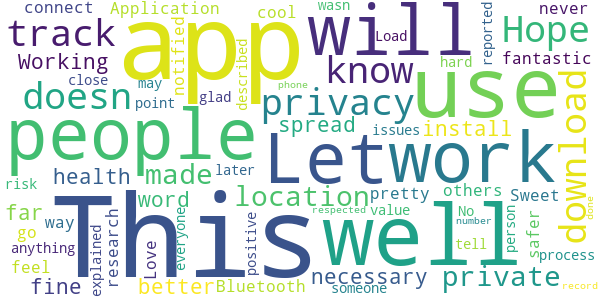 connect
Application
cool
wasn
never
track
app
will
Hope
notified
Load
reported
Working
described
hard
fantastic
know
close
may
use
doesn
privacy
download
point
glad
phone
people
spread
issues
install
Let
work
health
made
later
risk
location
pretty
others
Sweet
done
This
well
word
value
No
far
way
research
everyone
respected
number
safer
go
explained
Love
positive
person
anything
tell
process
feel
necessary
private
fine
better
Bluetooth
someone
record